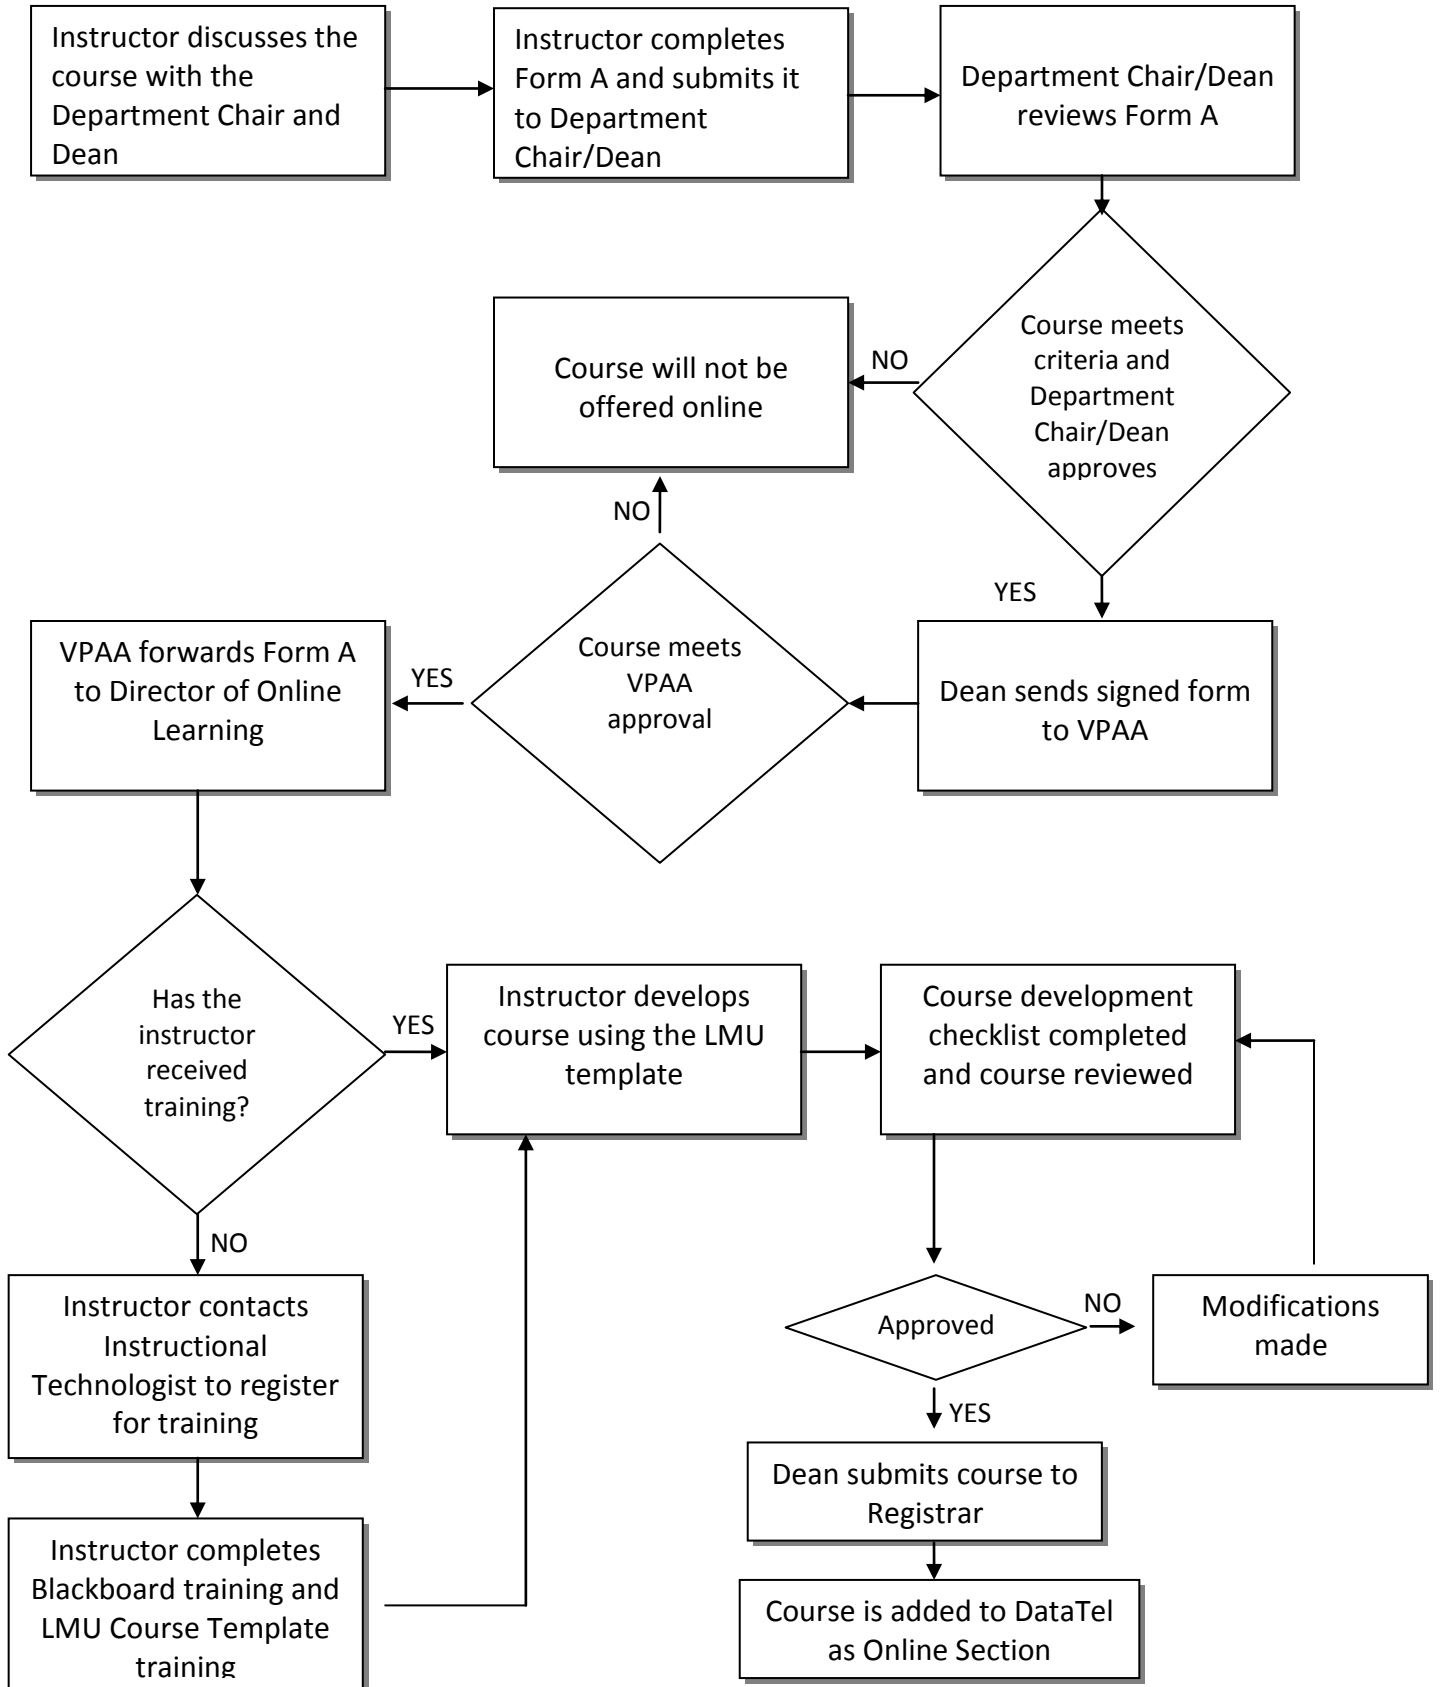 Instructor discusses the
course with the
Department Chair and
Dean
Instructor completes
Form A and submits it
to Department
Chair/Dean
Department Chair/Dean
reviews Form A
Course meets
criteria and
Department
Chair/Dean
approves
NO
Course will not be
offered online
NO
YES
Dean sends signed form
to VPAA
Course meets
VPAA
approval
YES
VPAA forwards Form A
to Director of Online
Learning
Has the
instructor
received
training?
YES
Instructor develops
course using the LMU
template
Course development
checklist completed
and course reviewed
NO
Instructor contacts
Instructional
Technologist to register
for training
Instructor completes
Blackboard training and
LMU Course Template
training
Approved
NO
Modifications
made
YES
Dean submits course to
Registrar
Course is added to DataTel
as Online Section